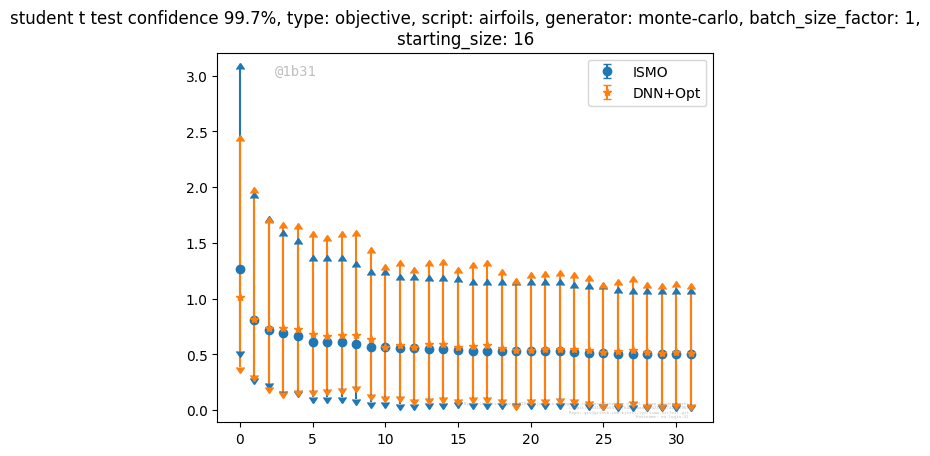 student t test confidence 99.7%, type: objective, script: airfoils, generator: monte-carlo, batch_size_factor: 1,
starting_size: 16
@1b31
ISMO
DNN+Opt
3.0
2.5
2.0
1.5
1.0
0.5
0.0
0
5
10
15
20
25
30